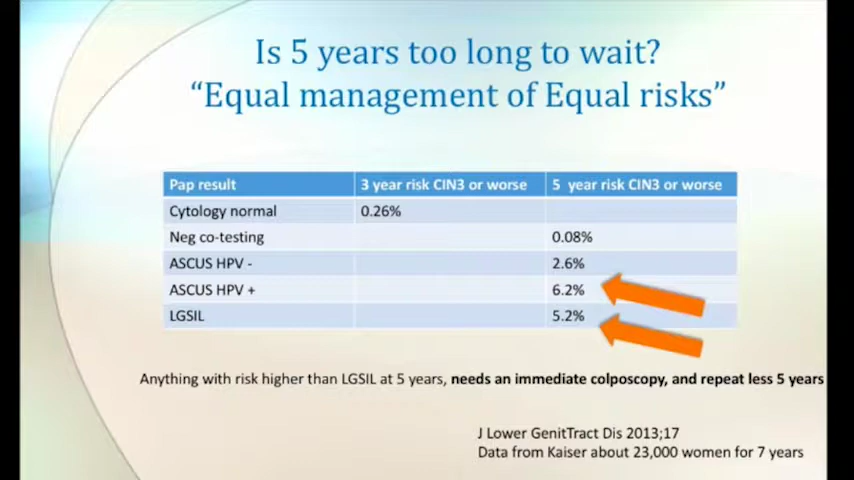 Is 5 years too long to wait?
"Equal management of Equal risks"
Pap result 3 year risk CIN3 or worse 5 year risk CIN3 or worse
Cytology normal 0.26%
Neg co-testing 0.08%
ASCUS HPV - 2.6%
ASCUS HPV + 6.2%
LGSIL 5.2%
Anything with risk higher than LGSIL at 5 years, needs an immediate colposcopy, and repeat less 5 years
J Lower GenitTract Dis 2013;17
Data from Kaiser about 23,000 women for 7 years